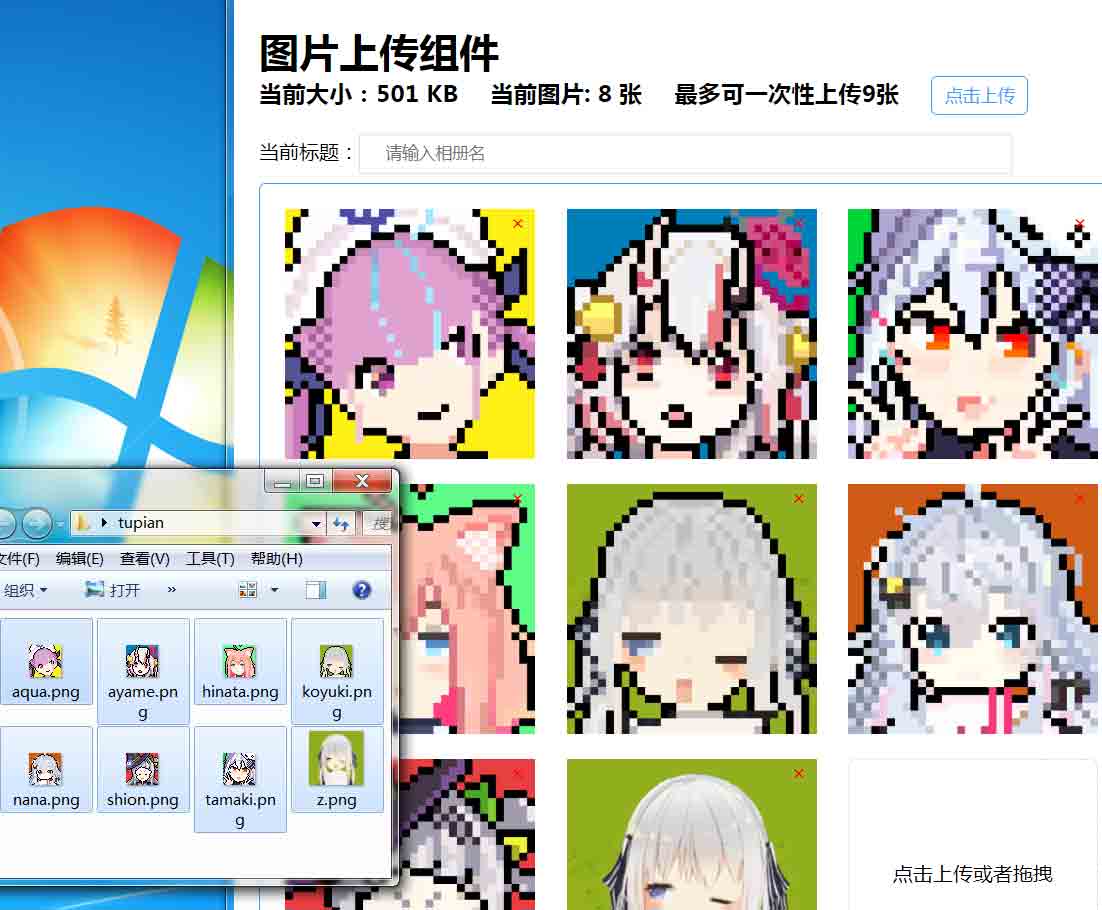 图片上传组件
当前大小：501 KB 当前图片: 8 张 最多可一次性上传9张 点击上传
当前标题： 请输入相册名
tupian 搜
文件(F) 编辑(E) 查看(V) 工具(T) 帮助(H)
组织 打开 »
aqua.png ayame.pn hinata.png koyuki.pn
g g
nana.png shion.png tamaki.pn z.png
g
点击上传或者拖拽